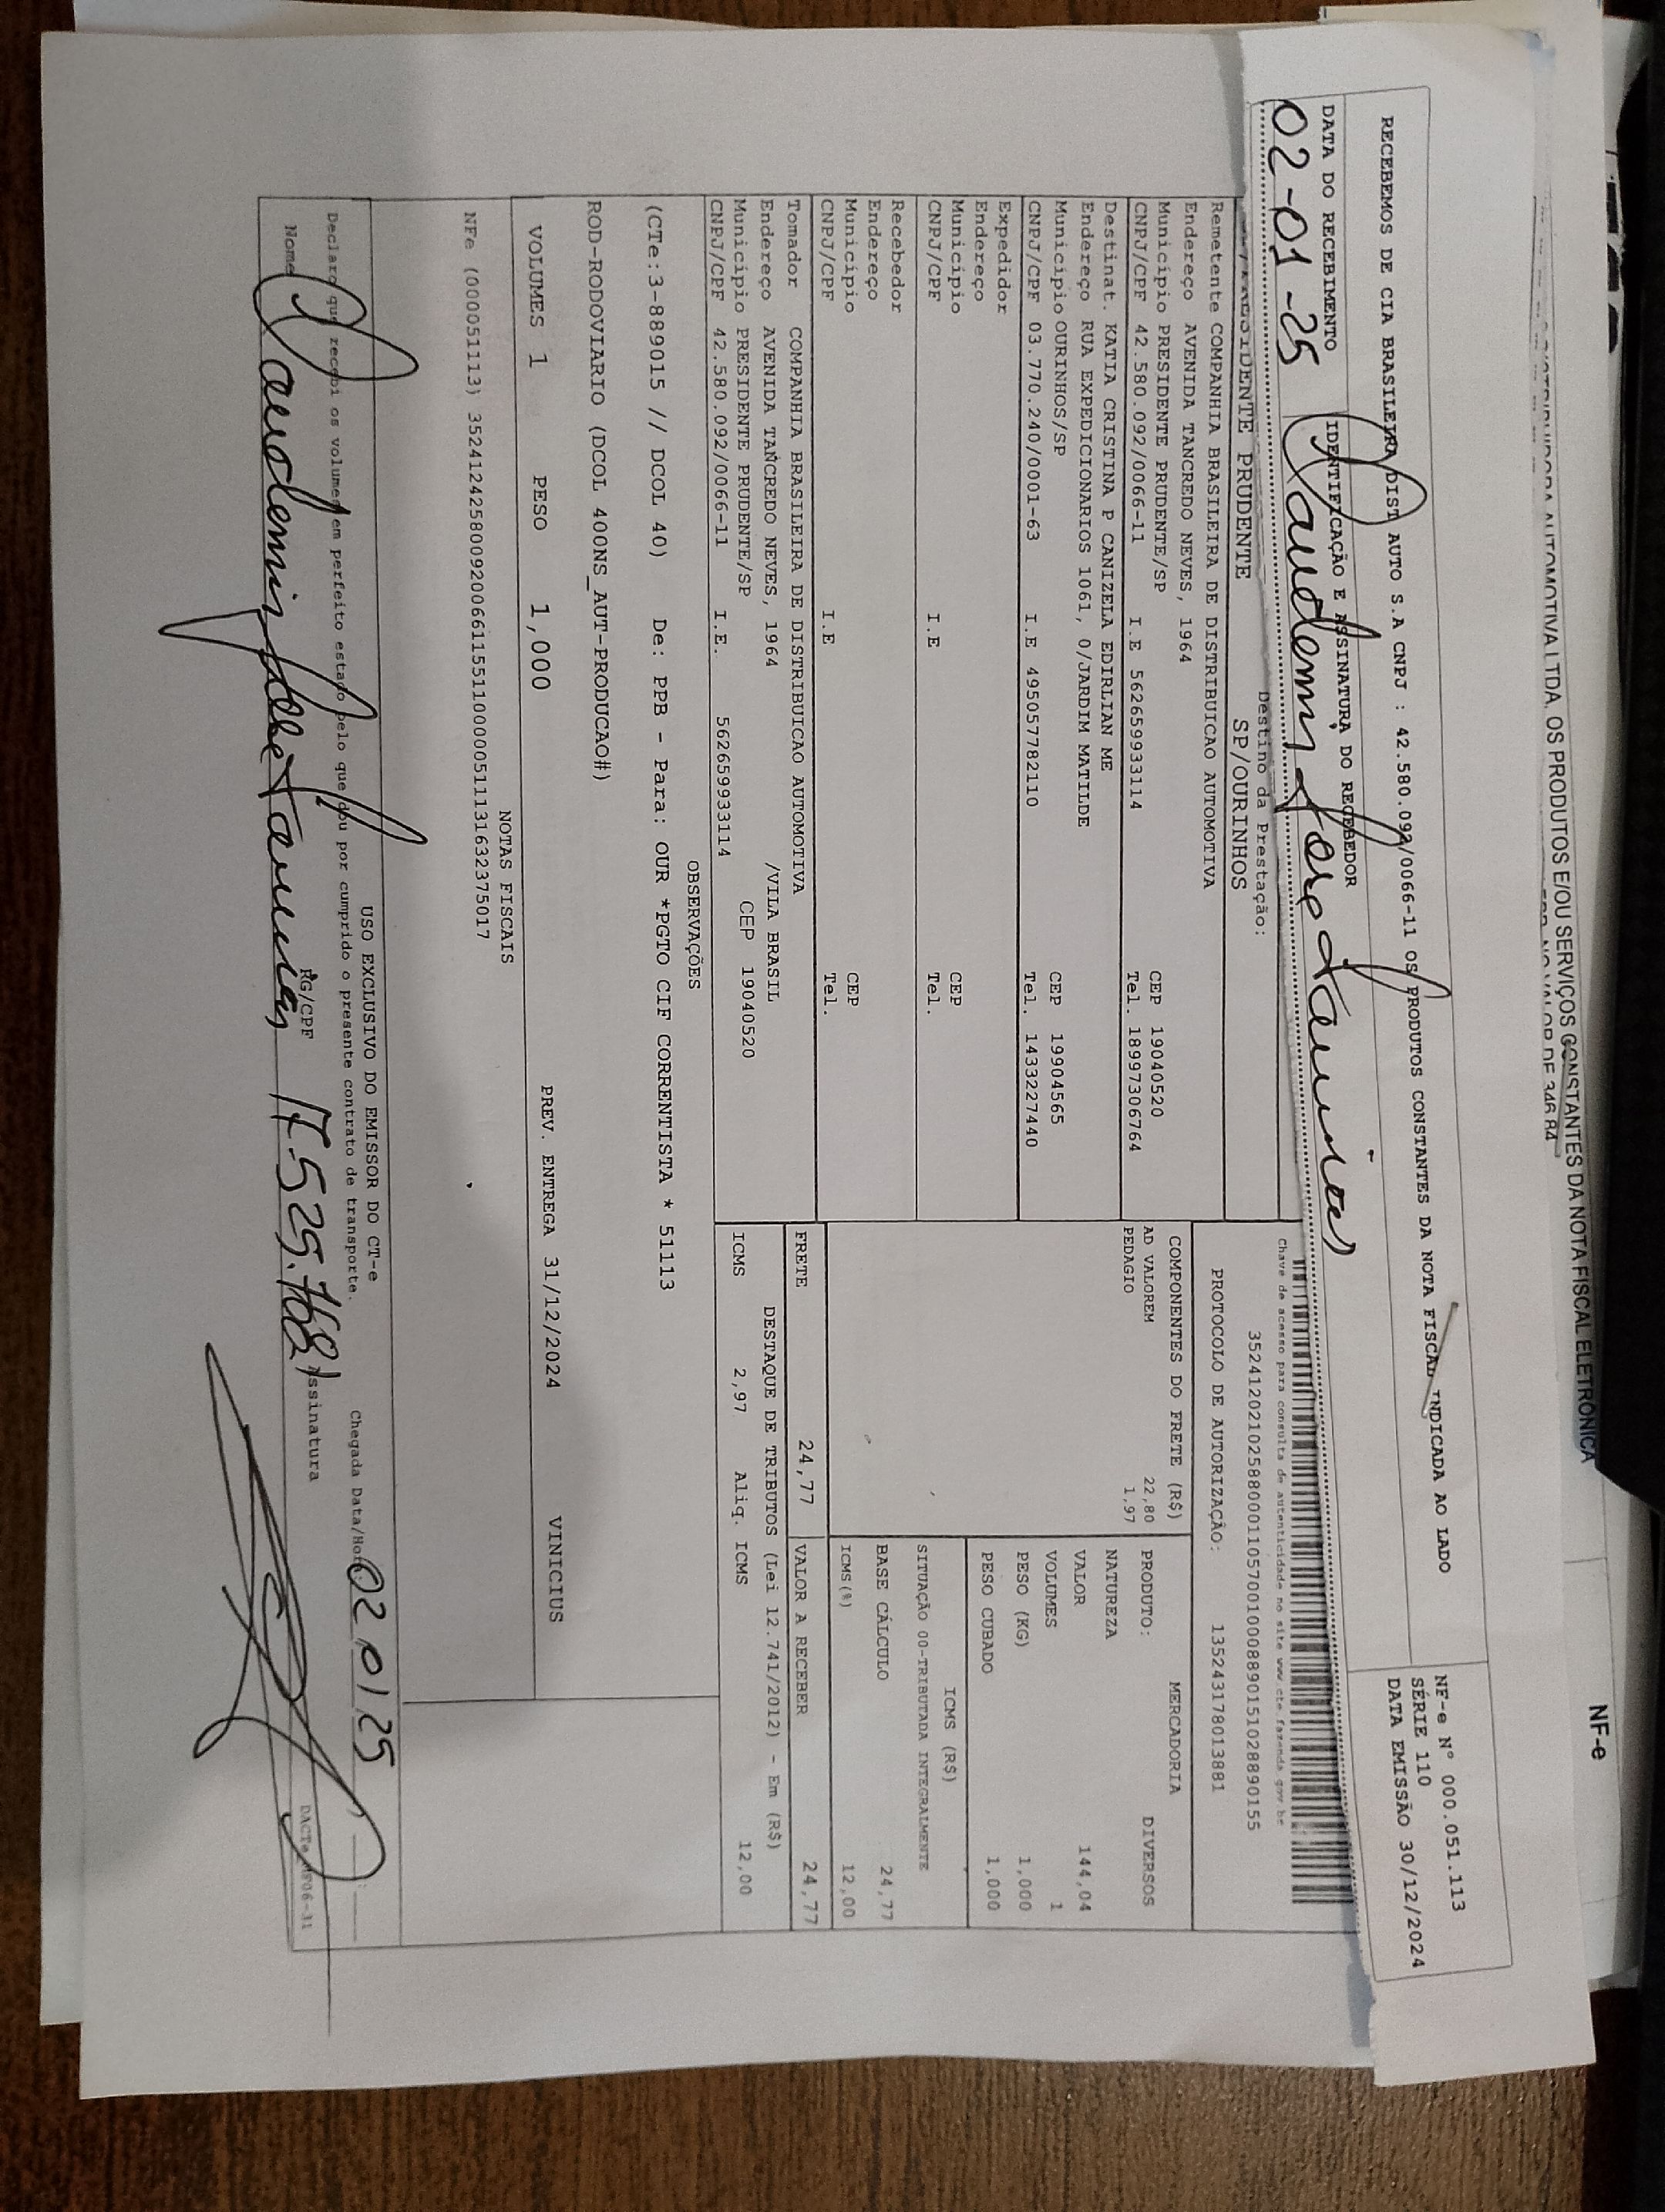 OS PRODUTOS E/OU SERVIÇOS CONSTANTES DA NOTA FISCAL ELETRÔNICA
NF-e
RECEBEMOS DE CIA BRASILEIRA DIST AUTO S.A CNPJ : 42.580.092/0066-11 OS PRODUTOS CONSTANTES DA NOTA FISCAL INDICADA AO LADO
NF-e N° 000.051.113
SÉRIE 110
DATA EMISSÃO 30/12/2024
DATA DO RECEBIMENTO
IDENTIFICAÇÃO E ASSINATURA DO RECEBEDOR
02-01-25
Destino da Prestação:
PRESIDENTE PRUDENTE
SP/OURINHOS
Chave de acesso para consulta de autenticidade no site www.cte.fazenda.gov.br
35241202102588000110570010008890151028890155
PROTOCOLO DE AUTORIZAÇÃO: 135243178013881
Remetente COMPANHIA BRASILEIRA DE DISTRIBUICAO AUTOMOTIVA
Endereço AVENIDA TANCREDO NEVES, 1964
Município PRESIDENTE PRUDENTE/SP CEP 19040520
CNPJ/CPF 42.580.092/0066-11 I.E 562659933114 Tel. 18997306764
Destinat. KATIA CRISTINA P CANIZELA EDIRLIAN ME
Endereço RUA EXPEDICIONARIOS 1061, 0/JARDIM MATILDE
Município OURINHOS/SP CEP 19904565
CNPJ/CPF 03.770.240/0001-63 I.E 495057782110 Tel. 1433227440
Expedidor
Endereço
Município CEP
CNPJ/CPF I.E Tel.
Recebedor
Endereço
Município CEP
CNPJ/CPF I.E Tel.
Tomador COMPANHIA BRASILEIRA DE DISTRIBUICAO AUTOMOTIVA
Endereço AVENIDA TANCREDO NEVES, 1964 /VILA BRASIL
Município PRESIDENTE PRUDENTE/SP CEP 19040520
CNPJ/CPF 42.580.092/0066-11 I.E. 562659933114
COMPONENTES DO FRETE (R$)
AD VALOREM 22,80
PEDAGIO 1,97
MERCADORIA
PRODUTO: DIVERSOS
NATUREZA
VALOR 144,04
VOLUMES 1
PESO (KG) 1,000
PESO CUBADO 1,000
ICMS (R$)
SITUAÇÃO 00-TRIBUTADA INTEGRALMENTE
BASE CÁLCULO 24,77
ICMS(%) 12,00
FRETE 24,77
VALOR A RECEBER 24,77
DESTAQUE DE TRIBUTOS (Lei 12.741/2012) - Em (R$)
ICMS 2,97 Aliq. ICMS 12,00
OBSERVAÇÕES
(CTe:3-889015 // DCOL 40) De: PPB - Para: OUR *PGTO CIF CORRENTISTA * 51113
ROD-RODOVIARIO (DCOL 400NS_AUT-PRODUCAO#)
VOLUMES 1 PESO 1,000 PREV. ENTREGA 31/12/2024 VINICIUS
NOTAS FISCAIS
NFe (000051113) 35241242580092006611551100000511131632375017
USO EXCLUSIVO DO EMISSOR DO CT-e
Declaro que recebi os volumes em perfeito estado pelo que dou por cumprido o presente contrato de transporte.
Chegada Data/Hora 02 01 25
Nome
RG/CPF
Assinatura